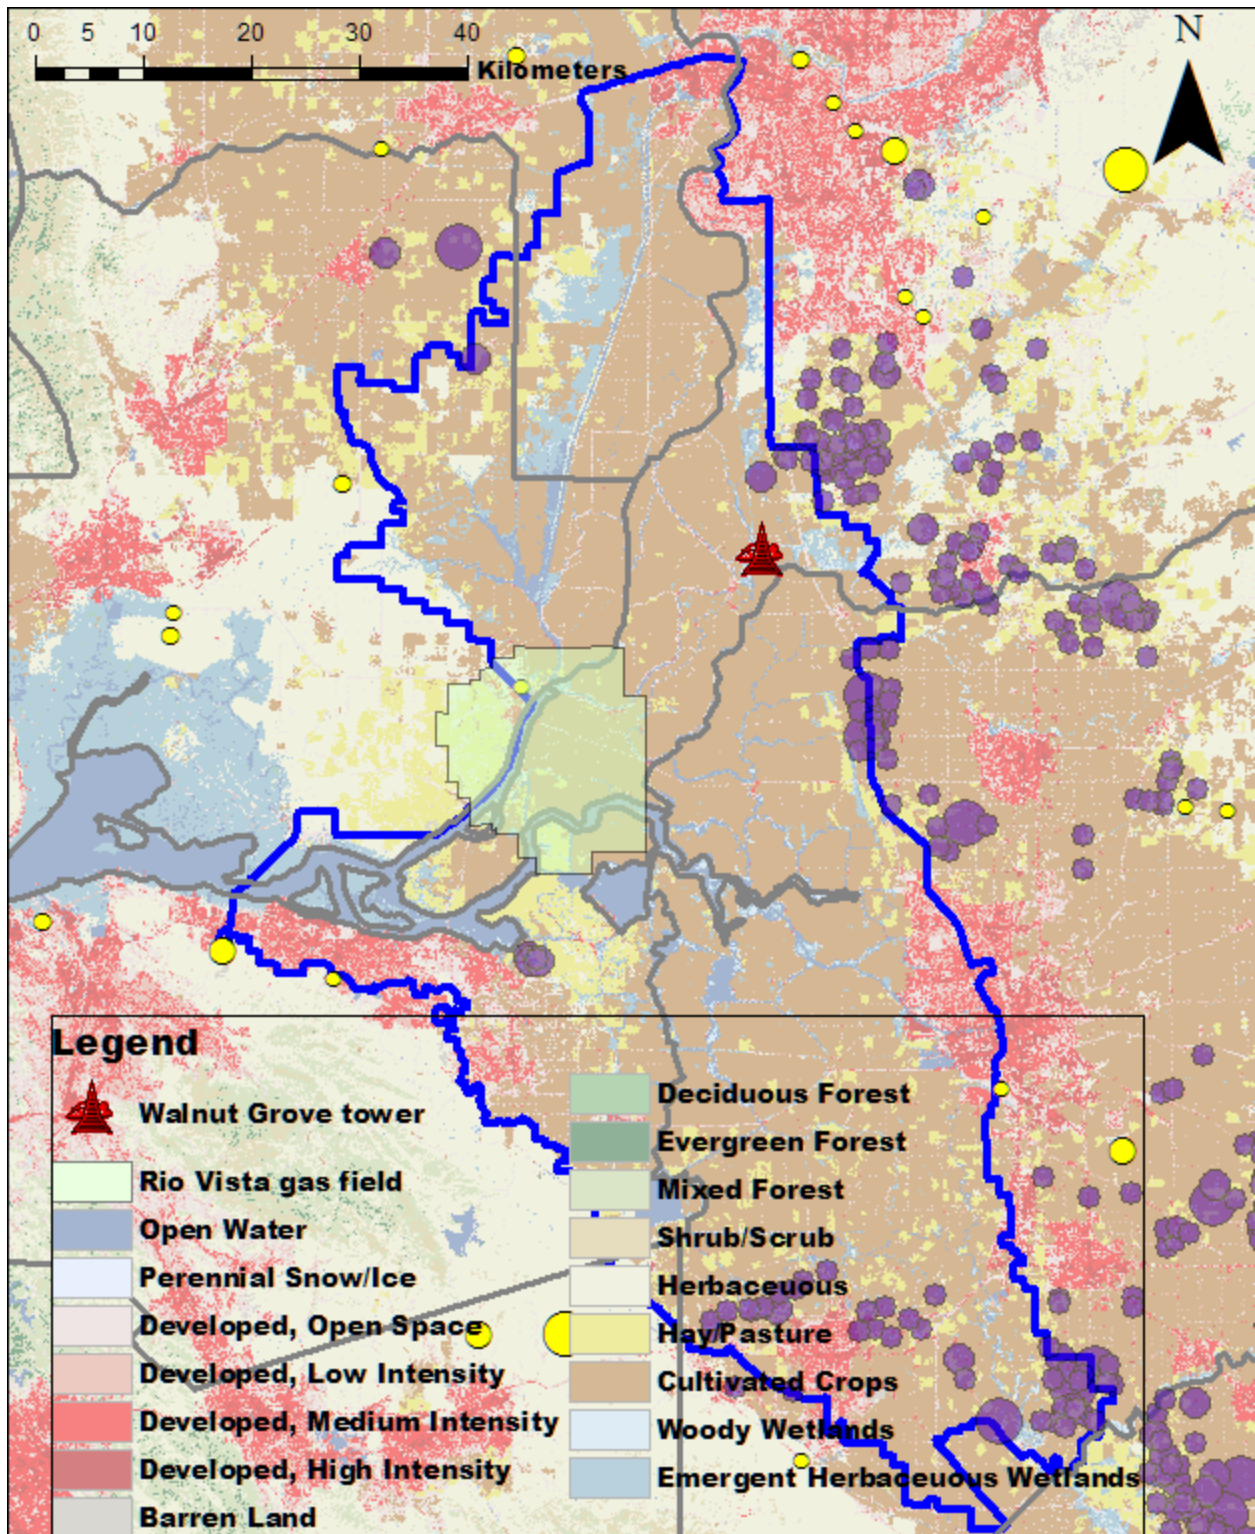 0 5 10 20 30 40
Kilometers
N
Legend
Walnut Grove tower
Rio Vista gas field
Open Water
Perennial Snow/Ice
Developed, Open Space
Developed, Low Intensity
Developed, Medium Intensity
Developed, High Intensity
Barren Land
Deciduous Forest
Evergreen Forest
Mixed Forest
Shrub/Scrub
Herbaceuous
Hay/Pasture
Cultivated Crops
Woody Wetlands
Emergent Herbaceuous Wetlands